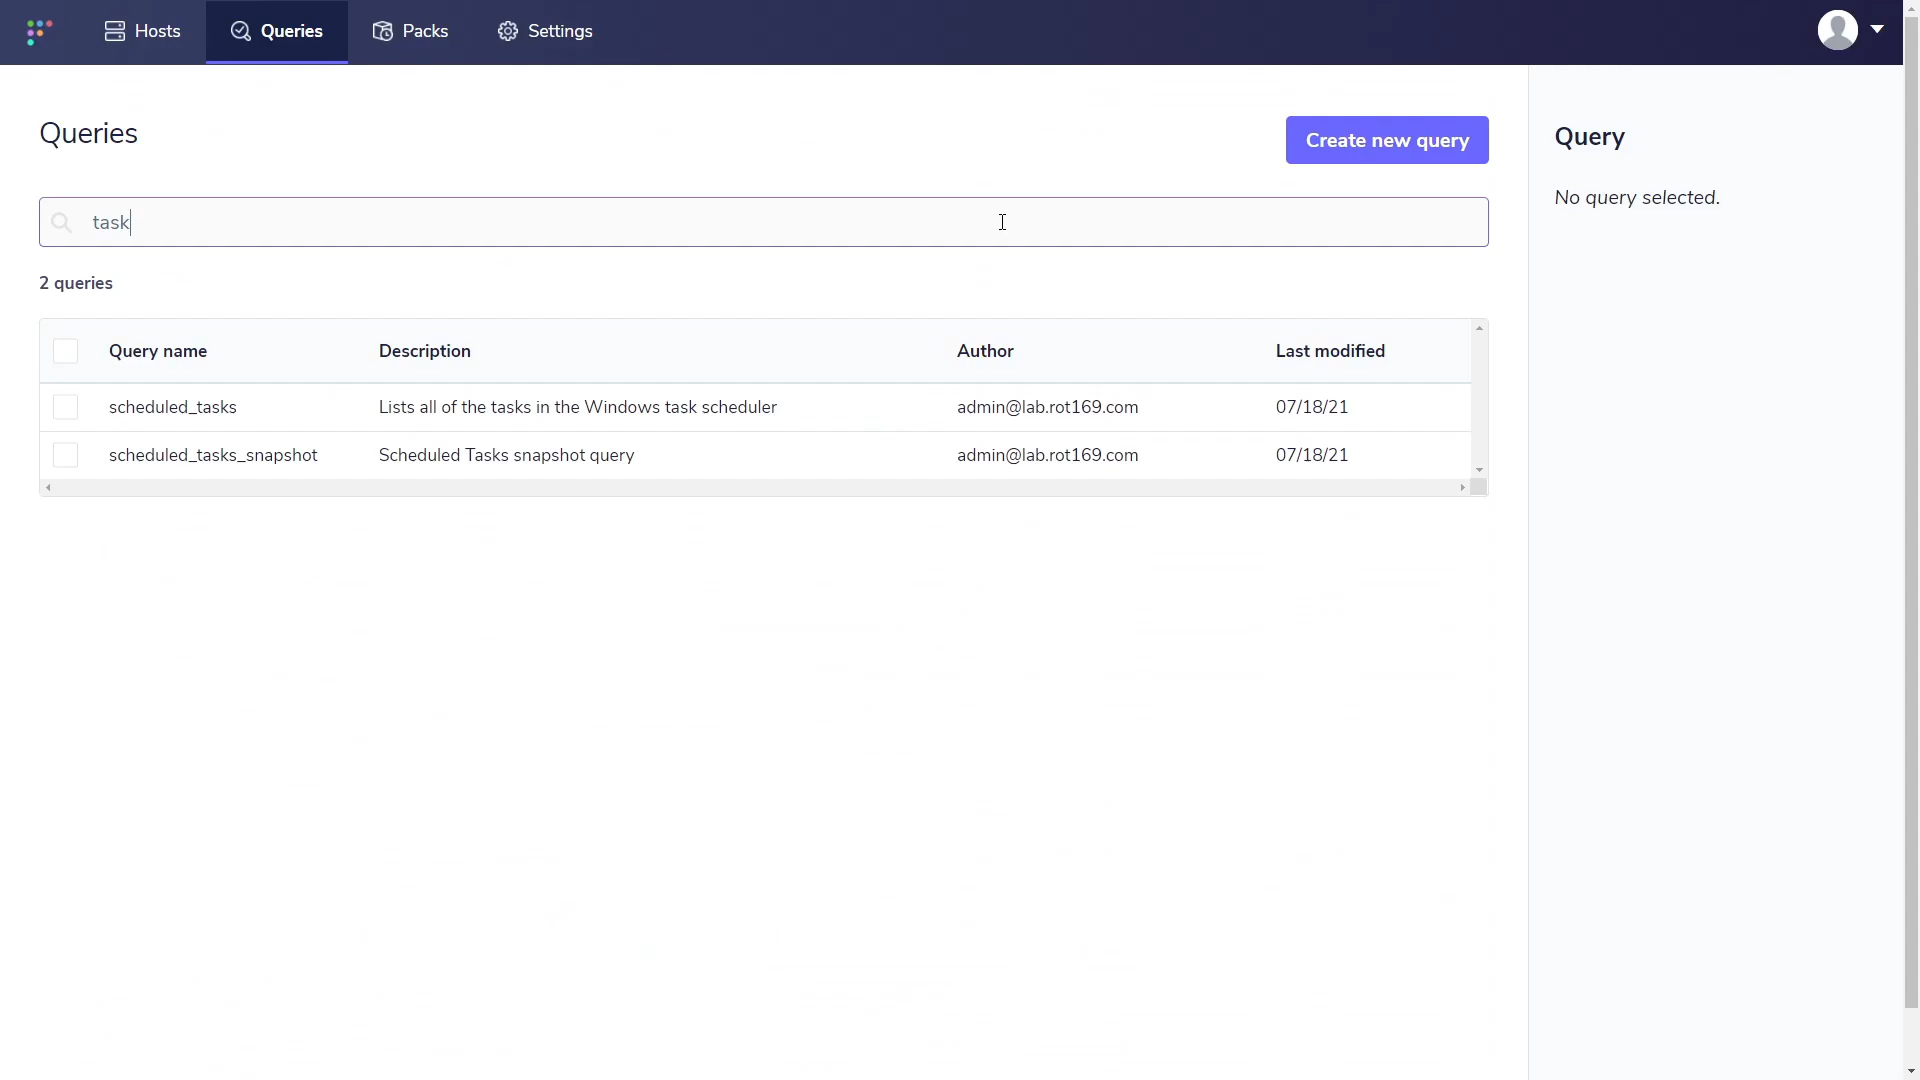 Hosts Queries Packs Settings
Queries
Create new query
Query
task
No query selected.
2 queries
Query name Description Author Last modified
scheduled_tasks Lists all of the tasks in the Windows task scheduler admin@lab.rot169.com 07/18/21
scheduled_tasks_snapshot Scheduled Tasks snapshot query admin@lab.rot169.com 07/18/21